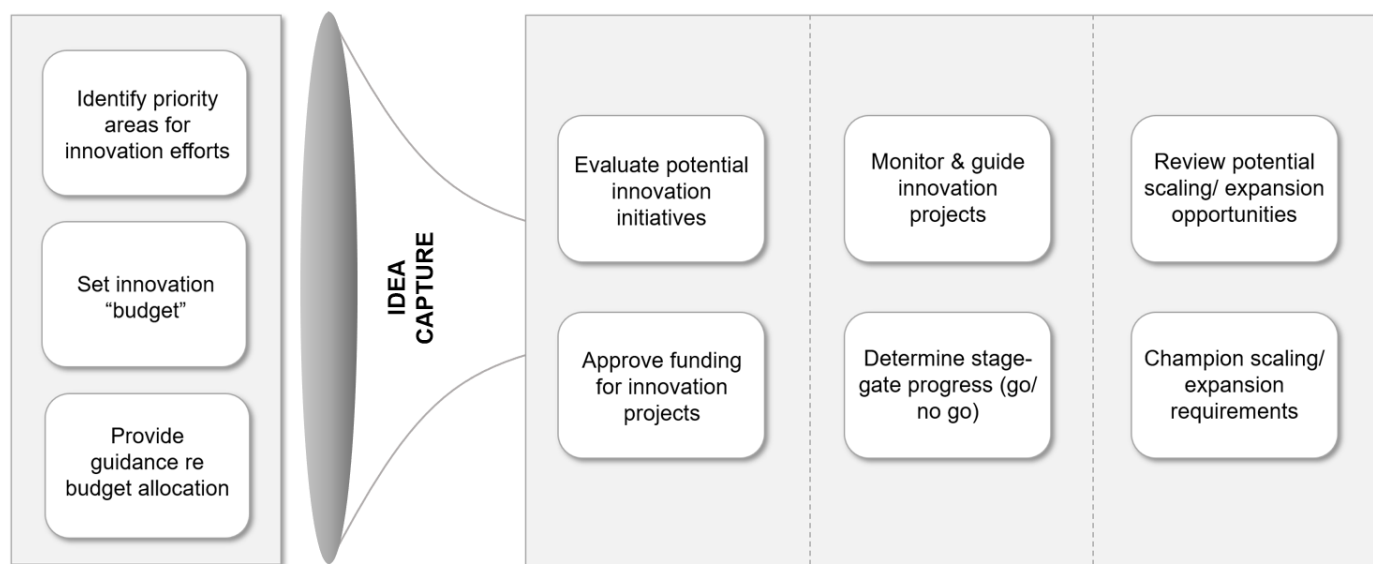 Identify priority
areas for
innovation efforts
Set innovation
“budget”
Provide
guidance re
budget allocation
IDEA
CAPTURE
Evaluate potential
innovation
initiatives
Approve funding
for innovation
projects
Monitor & guide
innovation
projects
Determine stage-
gate progress (go/
no go)
Review potential
scaling/ expansion
opportunities
Champion scaling/
expansion
requirements